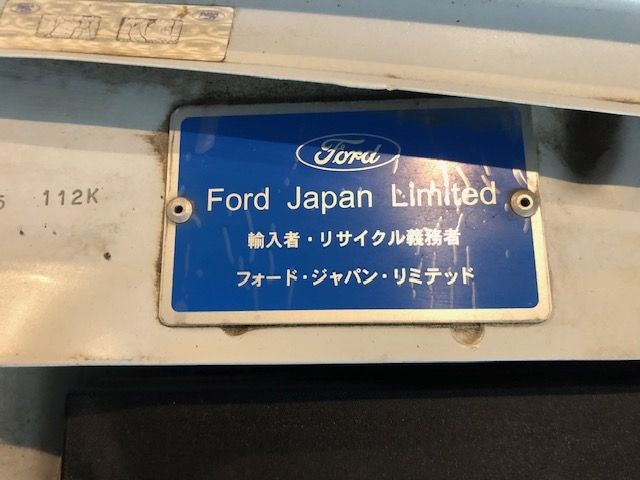 Ford
Ford Japan Limited
輸入者・リサイクル義務者
フォード・ジャパン・リミテッド
112K